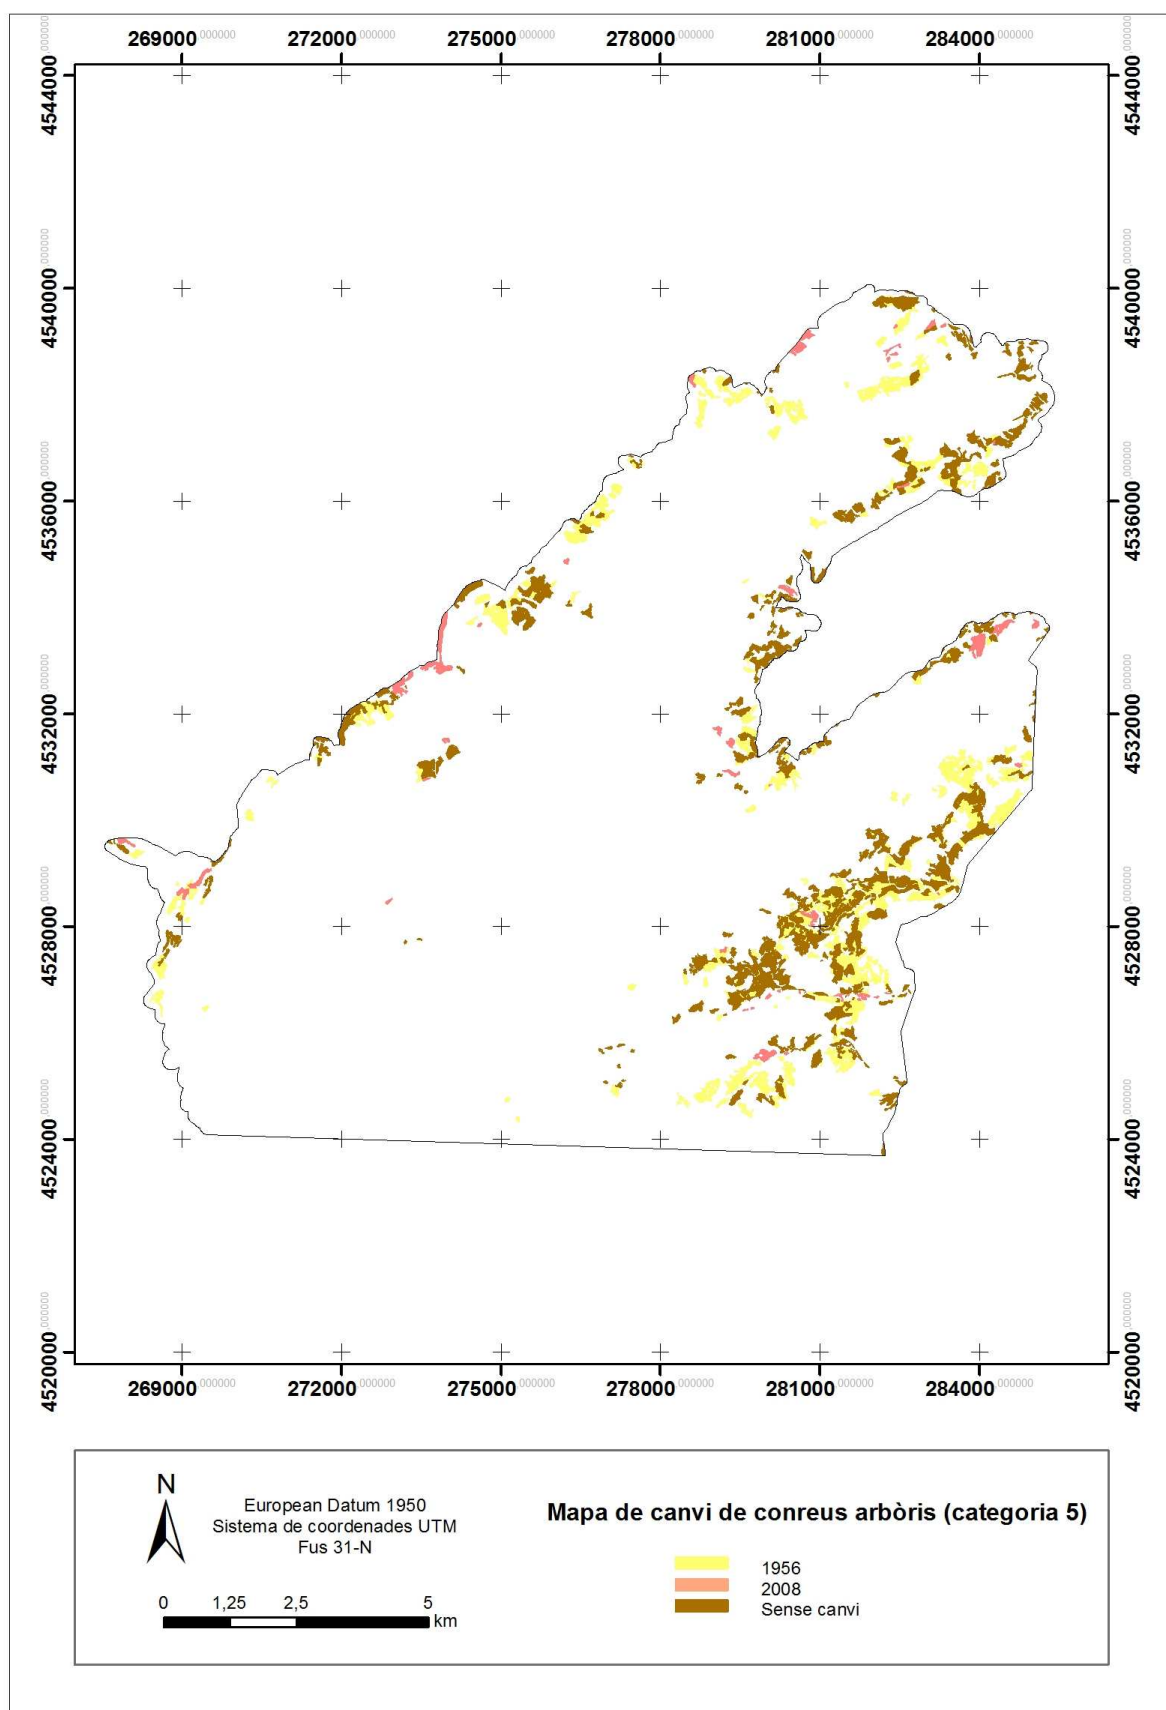 269000,000000 272000,000000 275000,000000 278000,000000 281000,000000 284000,000000
4544000,000000 4544000,000000
4540000,000000 4540000,000000
4536000,000000 4536000,000000
4532000,000000 4532000,000000
4528000,000000 4528000,000000
4524000,000000 4524000,000000
4520000,000000 4520000,000000
269000,000000 272000,000000 275000,000000 278000,000000 281000,000000 284000,000000
N
European Datum 1950
Sistema de coordenades UTM
Fus 31-N
0 1,25 2,5 5
km
Mapa de canvi de conreus arbòris (categoria 5)
1956
2008
Sense canvi